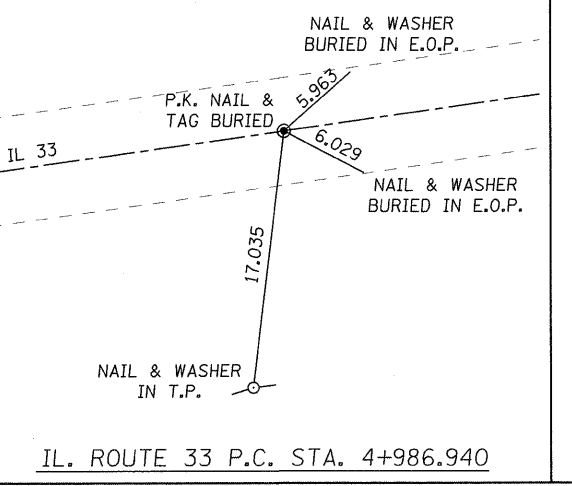 NAIL & WASHER
BURIED IN E.O.P.
P.K. NAIL &
TAG BURIED
5.963
6.029
IL 33
NAIL & WASHER
BURIED IN E.O.P.
17.035
NAIL & WASHER
IN T.P.
IL. ROUTE 33 P.C. STA. 4+986.940